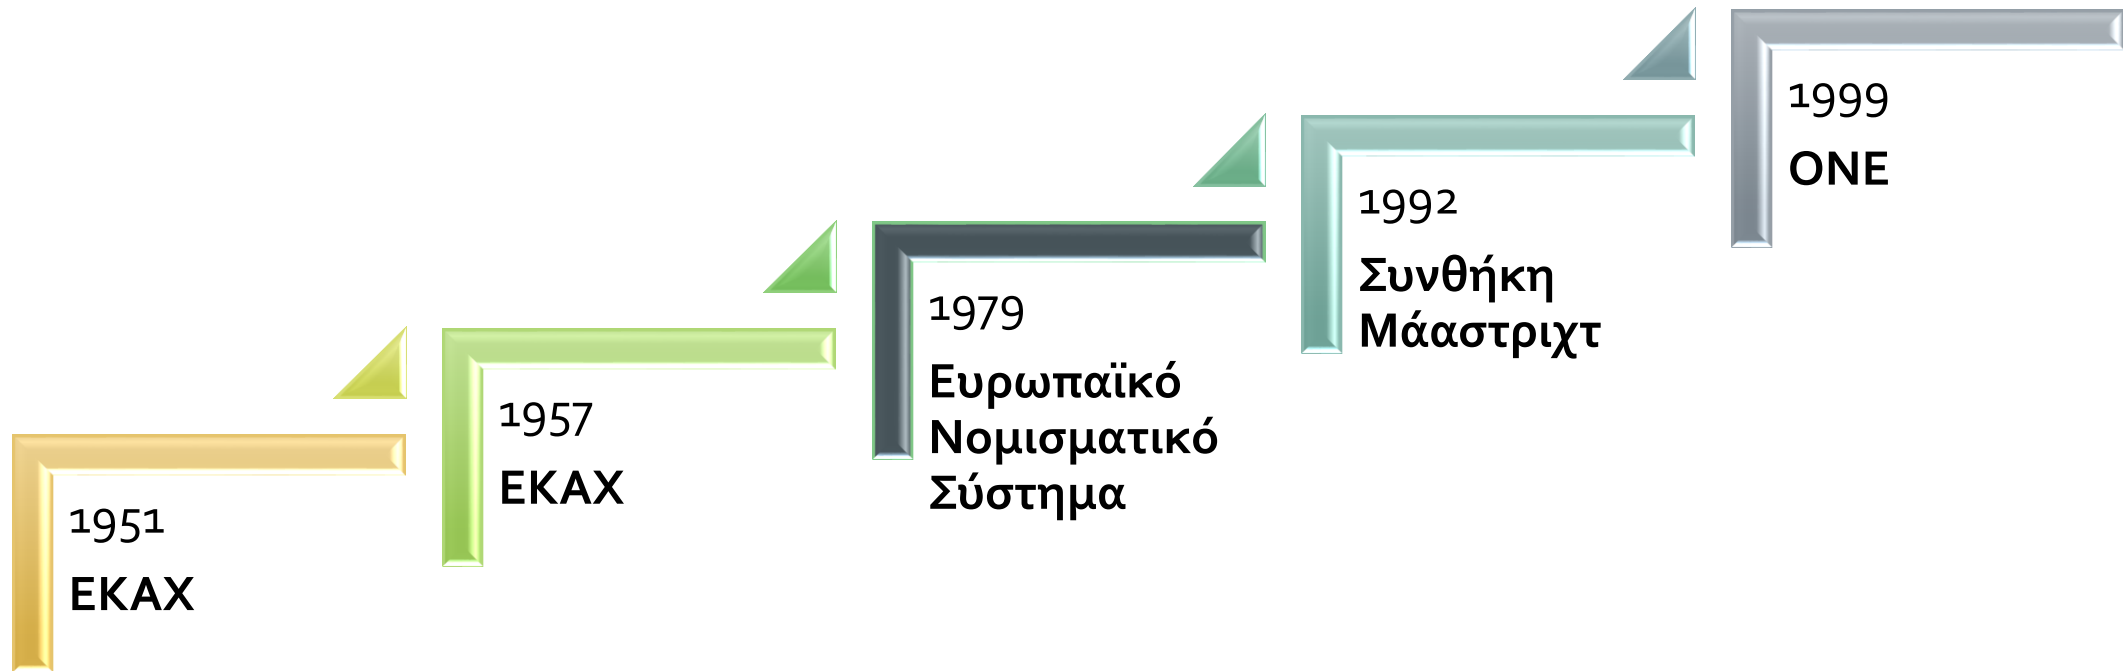 1951
ΕΚΑΧ
1957
ΕΚΑΧ
1979
Ευρωπαϊκό
Νομισματικό
Σύστημα
1992
Συνθήκη
Μάαστριχτ
1999
ΟΝΕ